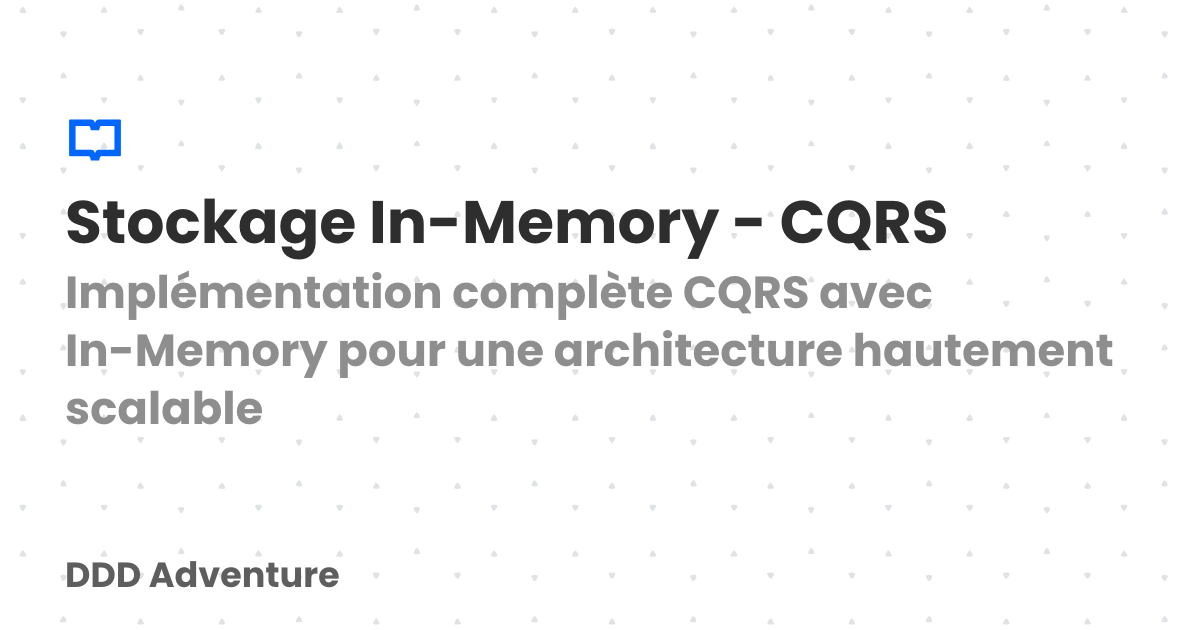 Stockage In-Memory - CQRS
Implémentation complète CQRS avec
In-Memory pour une architecture hautement
scalable
DDD Adventure